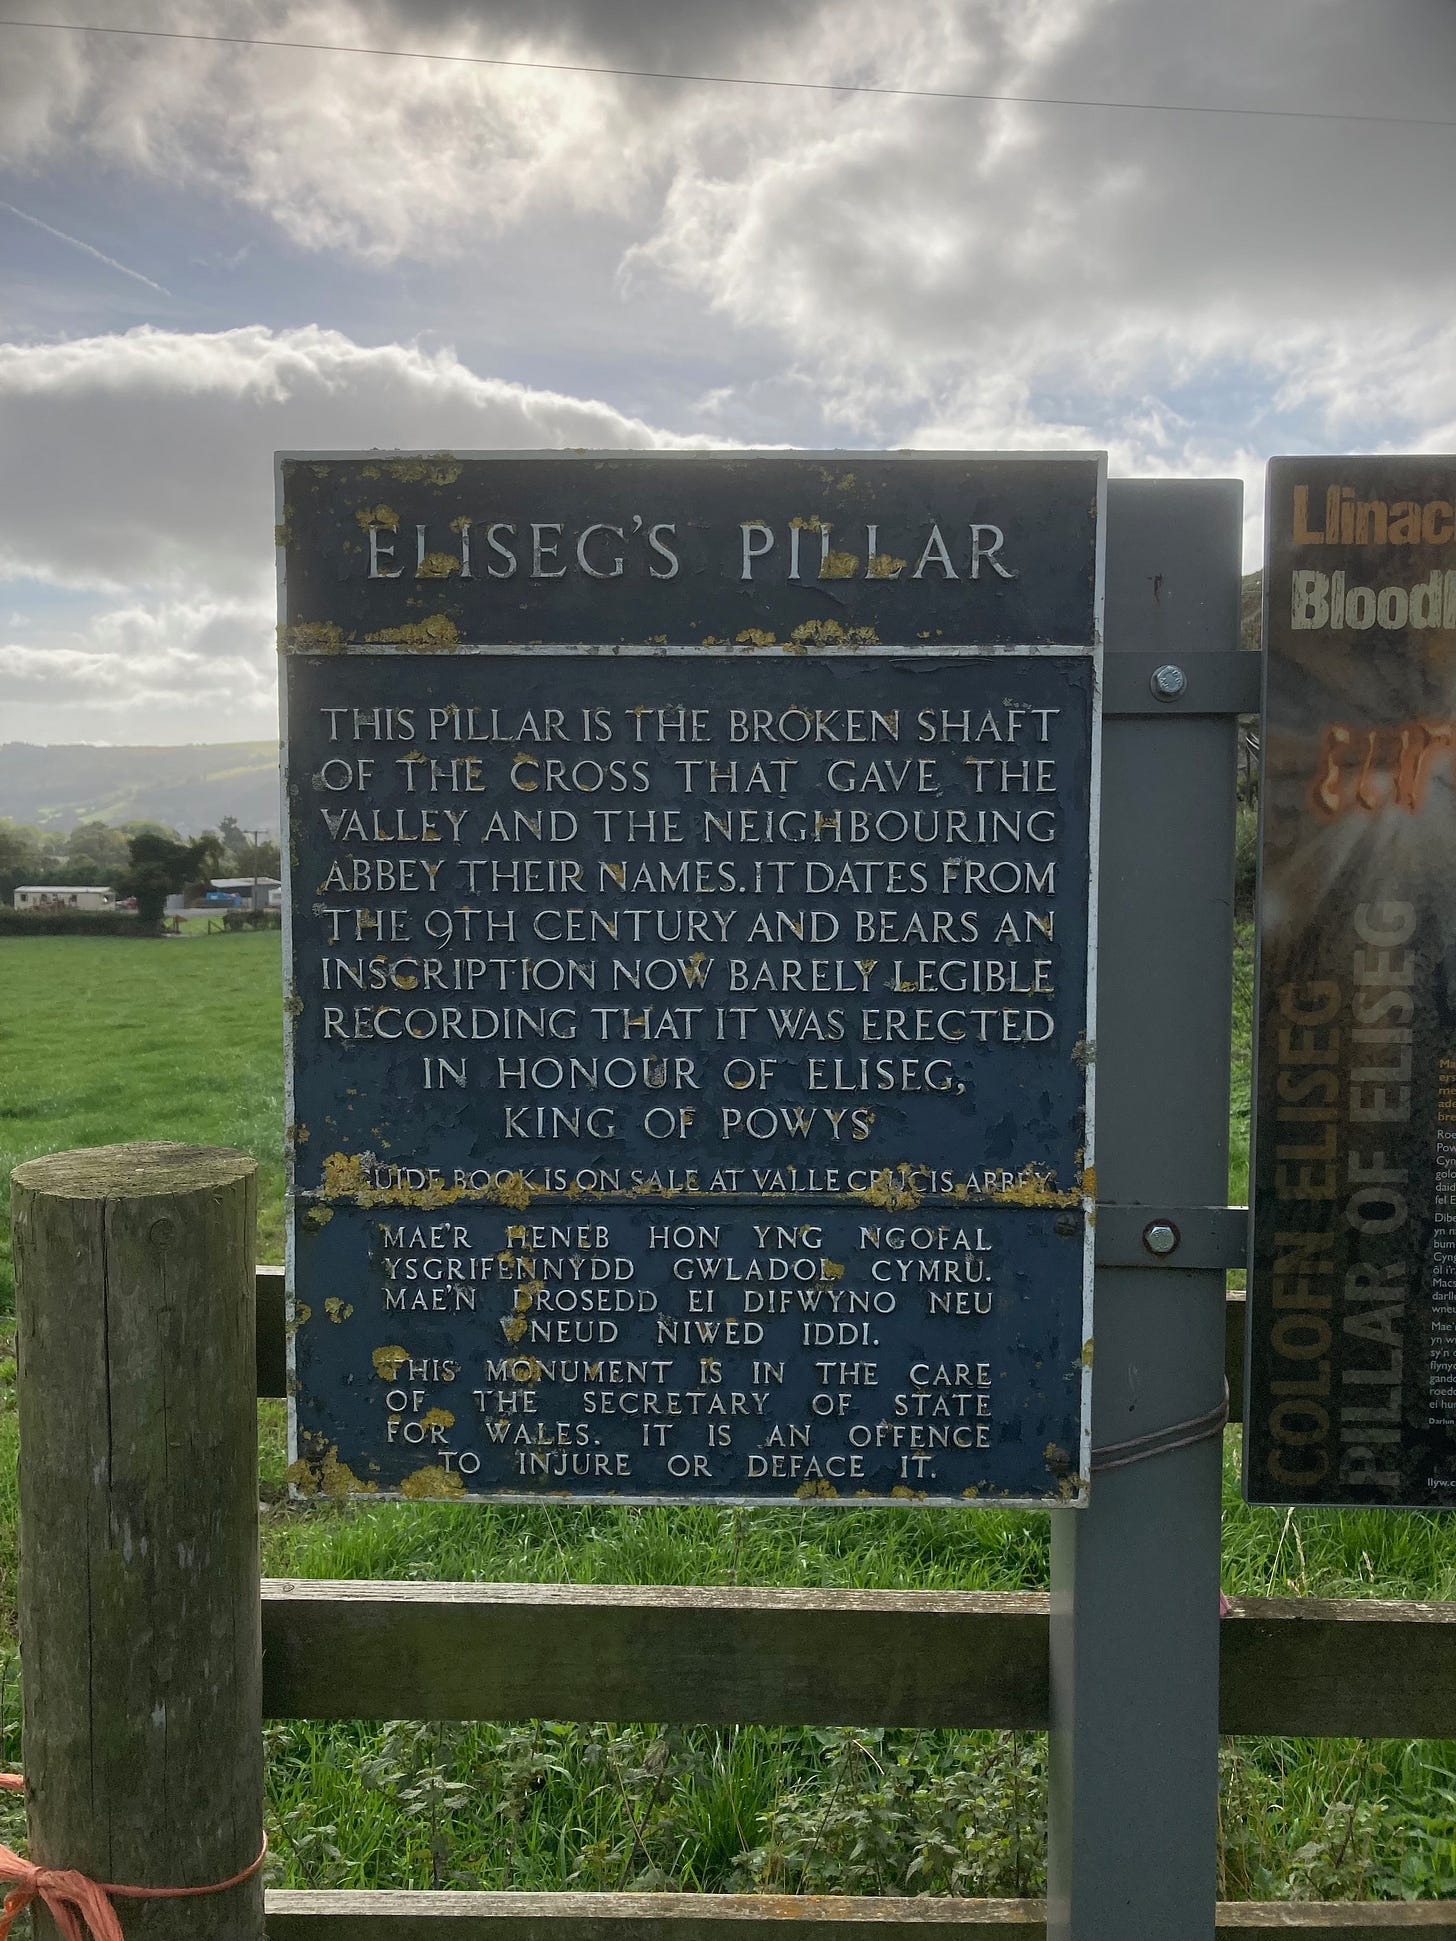 ELISEG'S PILLAR
THIS PILLAR IS THE BROKEN SHAFT
OF THE CROSS THAT GAVE THE
VALLEY AND THE NEIGHBOURING
ABBEY THEIR NAMES. IT DATES FROM
THE 9TH CENTURY AND BEARS AN
INSCRIPTION NOW BARELY LEGIBLE
RECORDING THAT IT WAS ERECTED
IN HONOUR OF ELISEG,
KING OF POWYS
GUIDE BOOK IS ON SALE AT VALLE CRUCIS ABBEY
MAE'R HENEB HON YNG NGOFAL
YSGRIFENNYDD GWLADOL CYMRU.
MAE'N DROSEDD EI DIFWYNO NEU
WNEUD NIWED IDDI.
THIS MONUMENT IS IN THE CARE
OF THE SECRETARY OF STATE
FOR WALES. IT IS AN OFFENCE
TO INJURE OR DEFACE IT.
Llinac
Blood
COLOFN ELISEG
PILLAR OF ELISEG